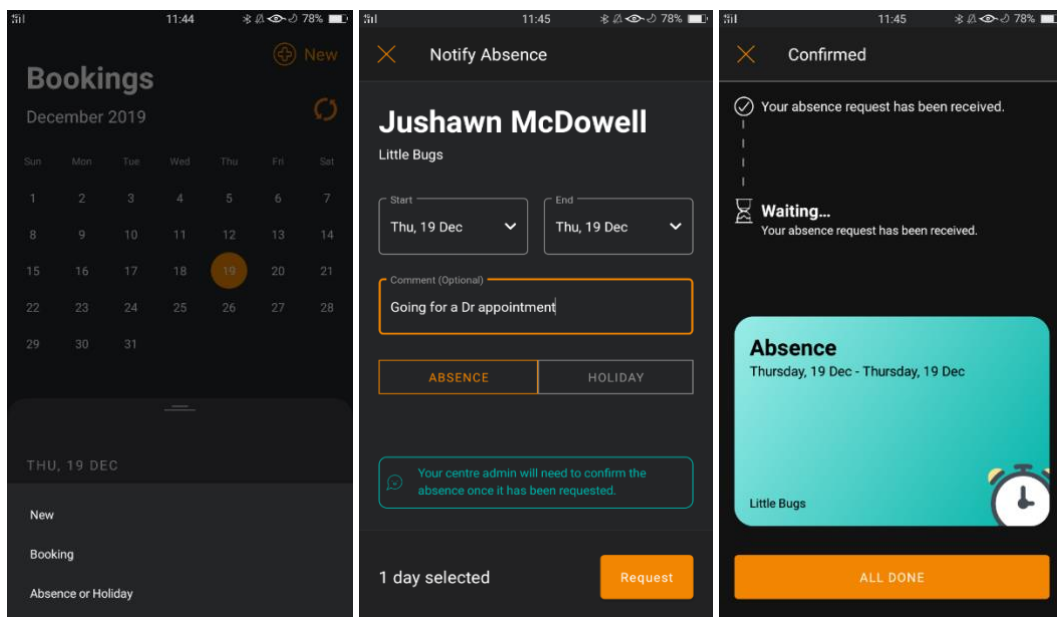 11:44
78%
New
Bookings
December 2019
Sun Mon Tue Wed Thu Fri Sat
1 2 3 4 5 6 7
8 9 10 11 12 13 14
15 16 17 18 19 20 21
22 23 24 25 26 27 28
29 30 31
THU, 19 DEC
New
Booking
Absence or Holiday
11:45
78%
Notify Absence
Jushawn McDowell
Little Bugs
Start
End
Thu, 19 Dec
Thu, 19 Dec
Comment (Optional)
Going for a Dr appointment
ABSENCE
HOLIDAY
Your centre admin will need to confirm the
absence once it has been requested.
1 day selected
Request
11:45
78%
Confirmed
Your absence request has been received.
Waiting...
Your absence request has been received.
Absence
Thursday, 19 Dec - Thursday, 19 Dec
Little Bugs
ALL DONE